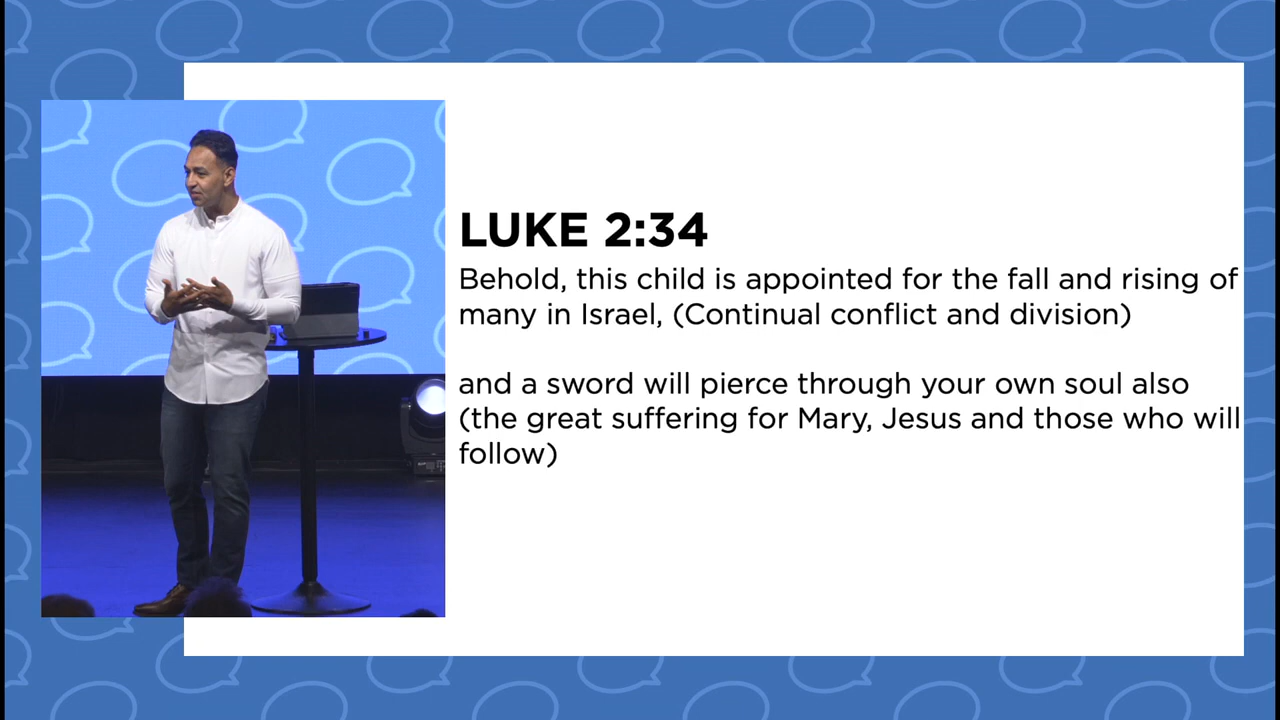 LUKE 2:34
Behold, this child is appointed for the fall and rising of
many in Israel, (Continual conflict and division)
and a sword will pierce through your own soul also
(the great suffering for Mary, Jesus and those who will
follow)